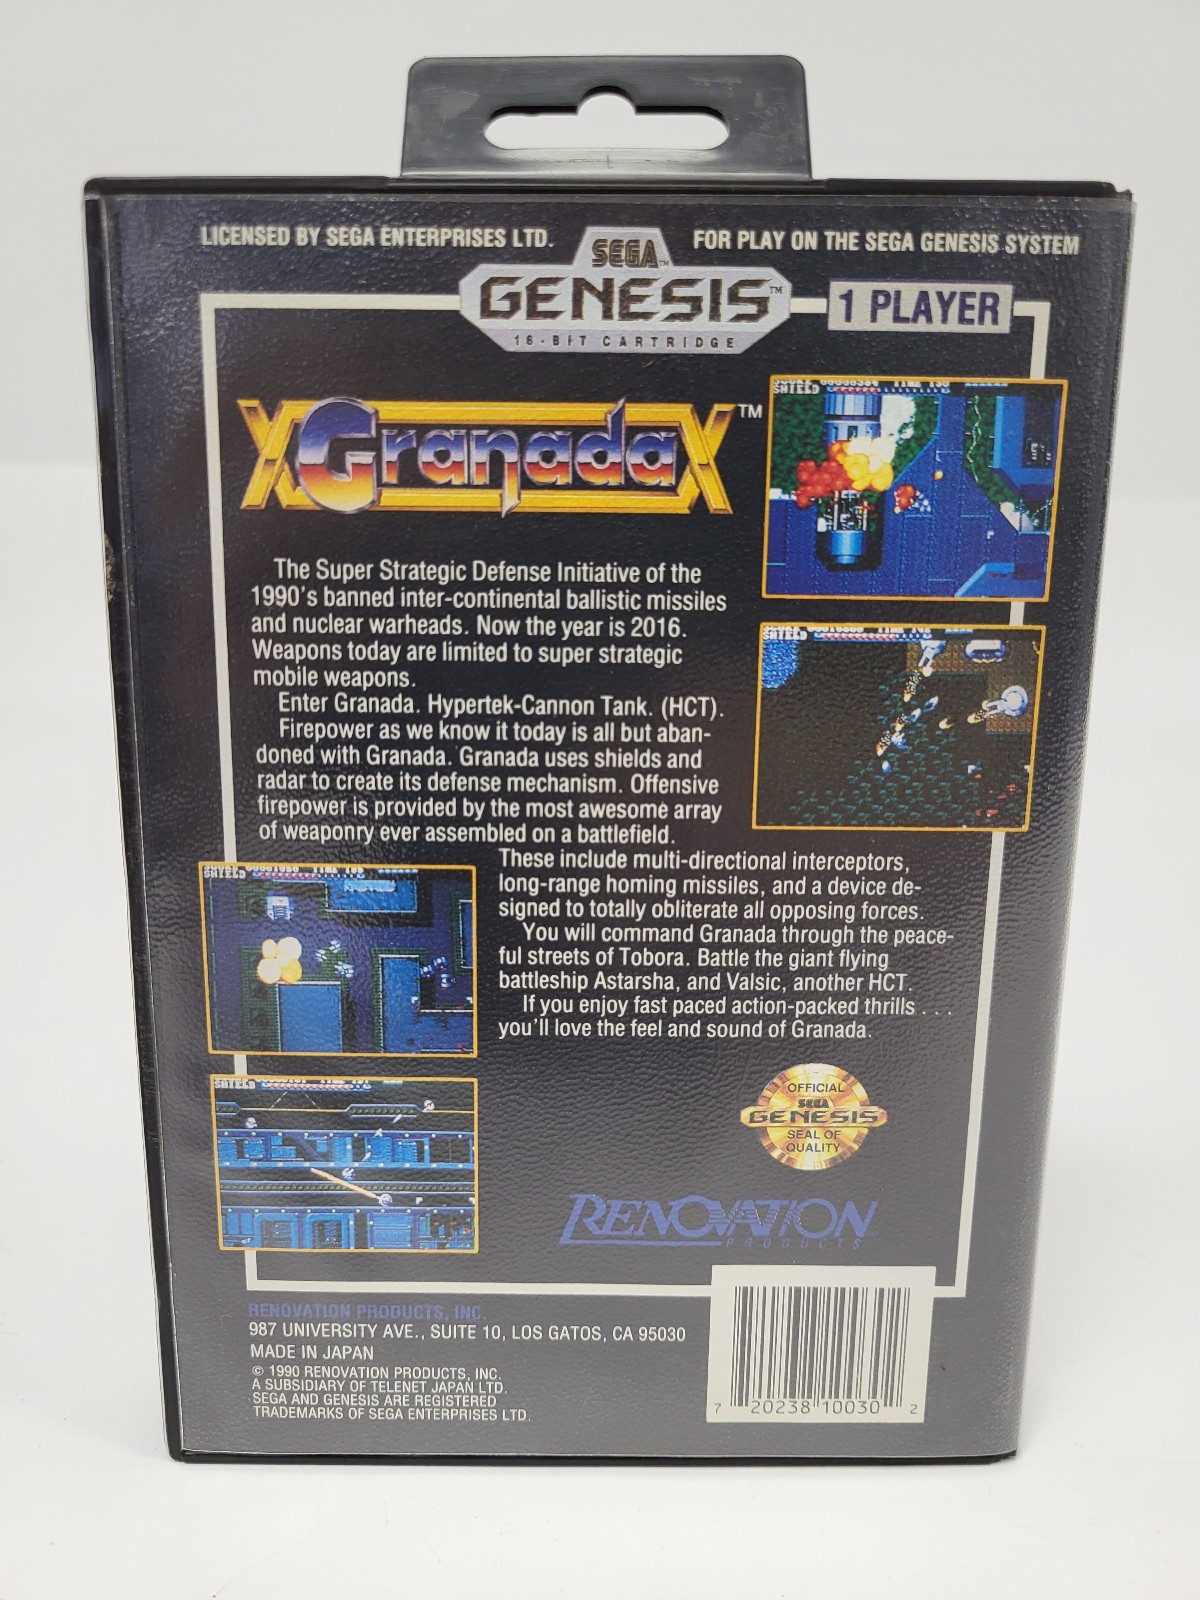 LICENSED BY SEGA ENTERPRISES LTD.
SEGA™
FOR PLAY ON THE SEGA GENESIS SYSTEM
GENESIS™
16-BIT CARTRIDGE
1 PLAYER
Granada™
The Super Strategic Defense Initiative of the
1990's banned inter-continental ballistic missiles
and nuclear warheads. Now the year is 2016.
Weapons today are limited to super strategic
mobile weapons.
Enter Granada. Hypertek-Cannon Tank. (HCT).
Firepower as we know it today is all but aban-
doned with Granada. Granada uses shields and
radar to create its defense mechanism. Offensive
firepower is provided by the most awesome array
of weaponry ever assembled on a battlefield.
These include multi-directional interceptors,
long-range homing missiles, and a device de-
signed to totally obliterate all opposing forces.
You will command Granada through the peace-
ful streets of Tobora. Battle the giant flying
battleship Astarsha, and Valsic, another HCT.
If you enjoy fast paced action-packed thrills . . .
you'll love the feel and sound of Granada.
SHIELD
SHIELD
SHIELD
SHIELD
OFFICIAL
SEGA
GENESIS
SEAL OF
QUALITY
RENOVATION
PRODUCTS
RENOVATION PRODUCTS, INC.
987 UNIVERSITY AVE., SUITE 10, LOS GATOS, CA 95030
MADE IN JAPAN
© 1990 RENOVATION PRODUCTS, INC.
A SUBSIDIARY OF TELENET JAPAN LTD.
SEGA AND GENESIS ARE REGISTERED
TRADEMARKS OF SEGA ENTERPRISES LTD.
7 20238 10030 2